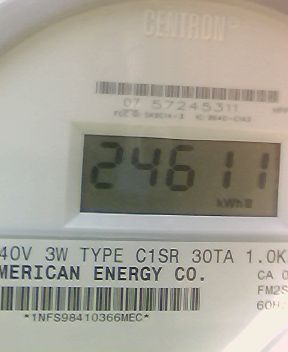 CENTRON
07 57245311
24611
kWh
40V 3W TYPE C1SR 30TA 1.0K
MERICAN ENERGY CO.
CA 0
FM2S
60H
*1NFS98410366MEC*